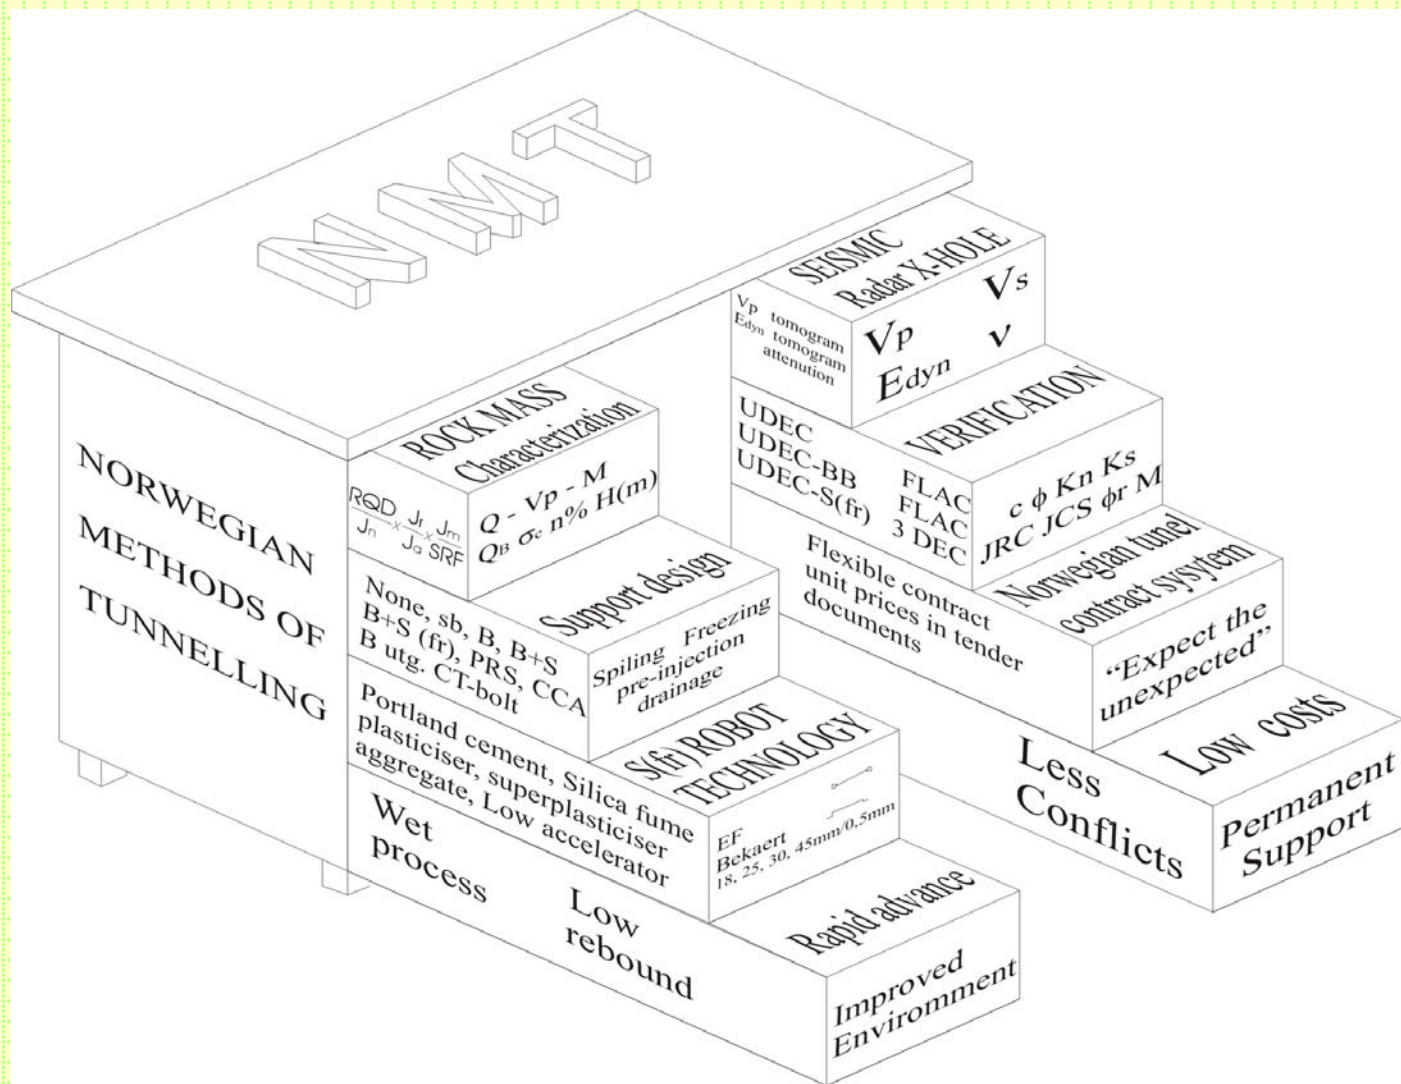 NMT
NORWEGIAN
METHODS OF
TUNNELLING
ROCK MASS
Characterization
RQD/Jn x Jr/Ja x Jm/SRF
Q - Vp - M
QB σc n% H(m)
Support design
None, sb, B, B+S
B+S (fr), PRS, CCA
B utg. CT-bolt
Spiling Freezing
pre-injection
drainage
S(fr) ROBOT
TECHNOLOGY
Portland cement, Silica fume
plasticiser, superplasticiser
aggregate, Low accelerator
EF
Bekaert
18, 25, 30, 45mm/0,5mm
Rapid advance
Wet
process
Low
rebound
Improved
Enviromment
SEISMIC
Radar X-HOLE
Vp tomogram
Edyn tomogram
attenution
Vp Vs
Edyn ν
VERIFICATION
UDEC
UDEC-BB FLAC
UDEC-S(fr) FLAC
3 DEC
c ϕ Kn Ks
JRC JCS ϕr M
Norwegian tunnel
contract sysytem
Flexible contract
unit prices in tender
documents
“Expect the
unexpected”
Low costs
Less
Conflicts
Permanent
Support